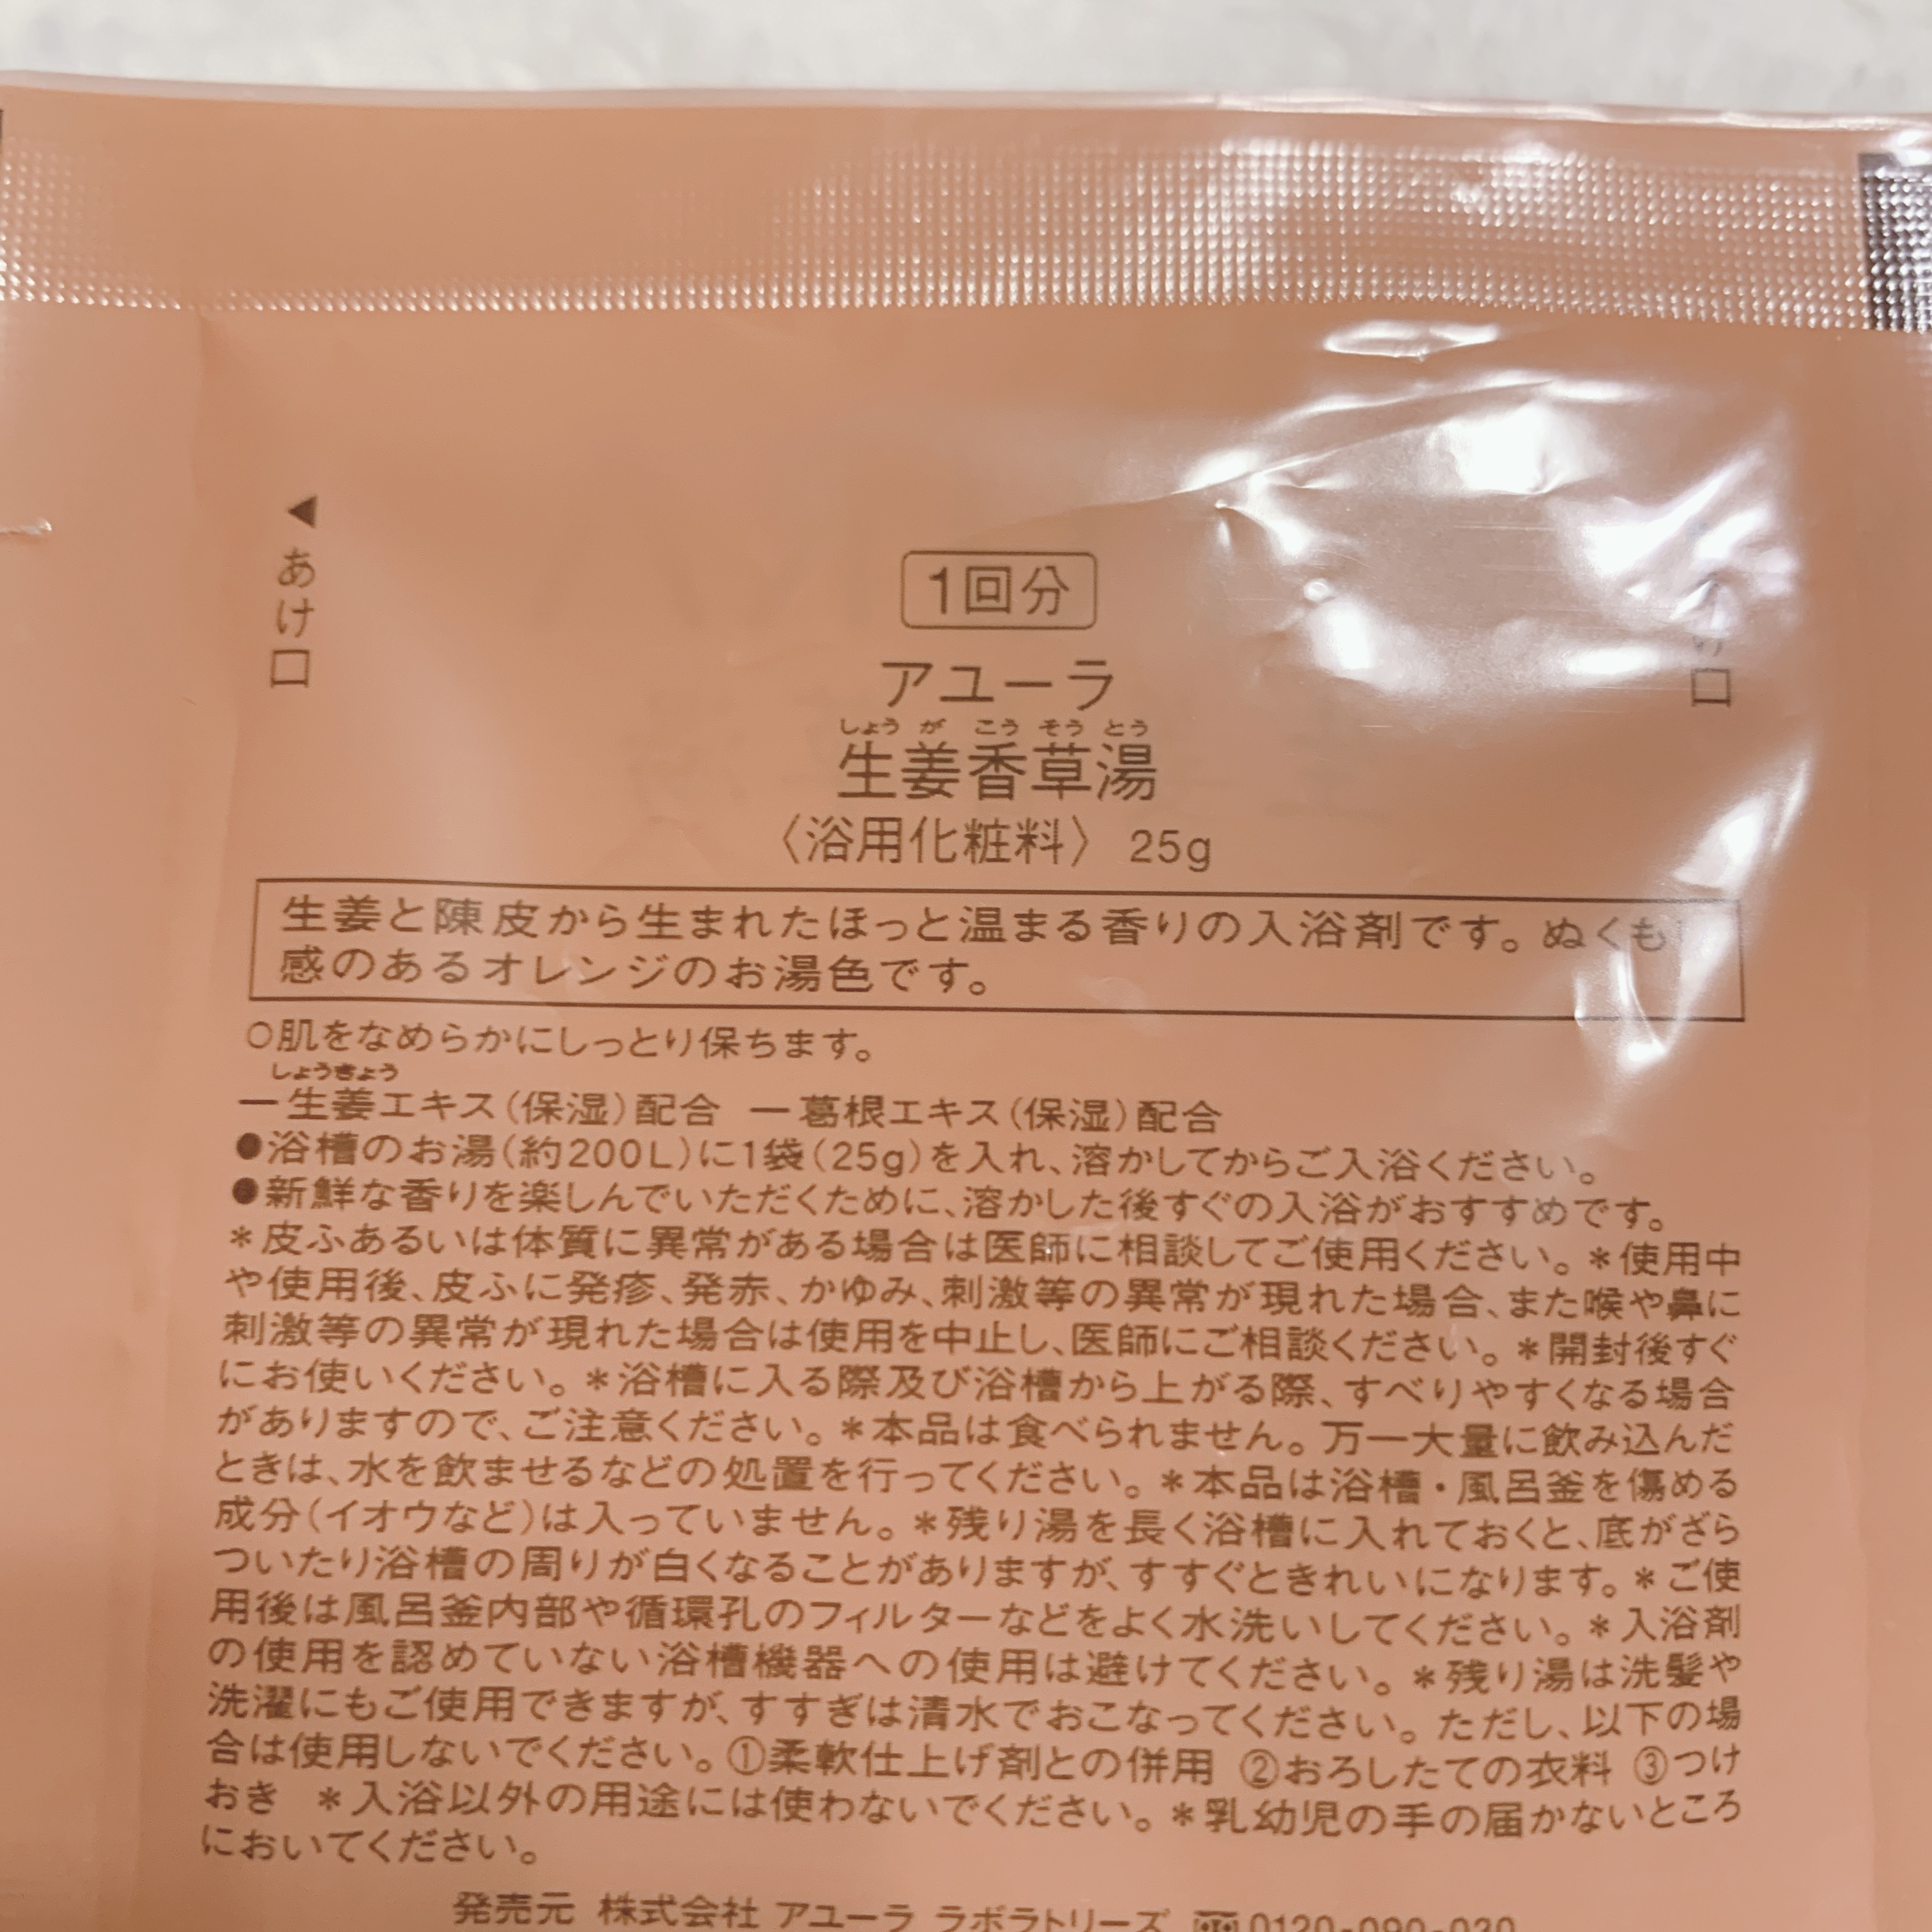 ◀あけ口
1回分
口
アユーラ
しょう が こう そう とう
生姜香草湯
〈浴用化粧料〉 25g
生姜と陳皮から生まれたほっと温まる香りの入浴剤です。ぬくも
感のあるオレンジのお湯色です。
○肌をなめらかにしっとり保ちます。
しょうきょう
ー生姜エキス(保湿)配合 ー葛根エキス(保湿)配合
●浴槽のお湯(約200L)に1袋(25g)を入れ、溶かしてからご入浴ください。
●新鮮な香りを楽しんでいただくために、溶かした後すぐの入浴がおすすめです。
＊皮ふあるいは体質に異常がある場合は医師に相談してご使用ください。＊使用中
や使用後、皮ふに発疹、発赤、かゆみ、刺激等の異常が現れた場合、また喉や鼻に
刺激等の異常が現れた場合は使用を中止し、医師にご相談ください。＊開封後すぐ
にお使いください。＊浴槽に入る際及び浴槽から上がる際、すべりやすくなる場合
がありますので、ご注意ください。＊本品は食べられません。万一大量に飲み込んだ
ときは、水を飲ませるなどの処置を行ってください。＊本品は浴槽・風呂釜を傷める
成分(イオウなど)は入っていません。＊残り湯を長く浴槽に入れておくと、底がざら
ついたり浴槽の周りが白くなることがありますが、すすぐときれいになります。＊ご使
用後は風呂釜内部や循環孔のフィルターなどをよく水洗いしてください。＊入浴剤
の使用を認めていない浴槽機器への使用は避けてください。＊残り湯は洗髪や
洗濯にもご使用できますが、すすぎは清水でおこなってください。ただし、以下の場
合は使用しないでください。①柔軟仕上げ剤との併用 ②おろしたての衣料 ③つけ
おき ＊入浴以外の用途には使わないでください。＊乳幼児の手の届かないところ
においてください。
発売元 株式会社 アユーラ ラボラトリーズ 0120-090-030